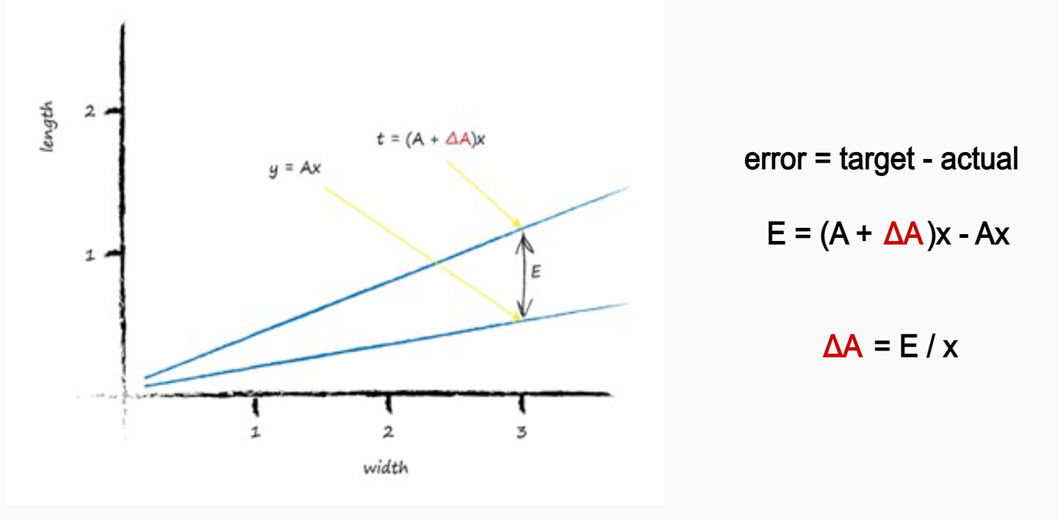 length
2
1
t = (A + ΔA)x
y = Ax
E
1
2
3
width
error = target - actual
E = (A + ΔA)x - Ax
ΔA = E / x